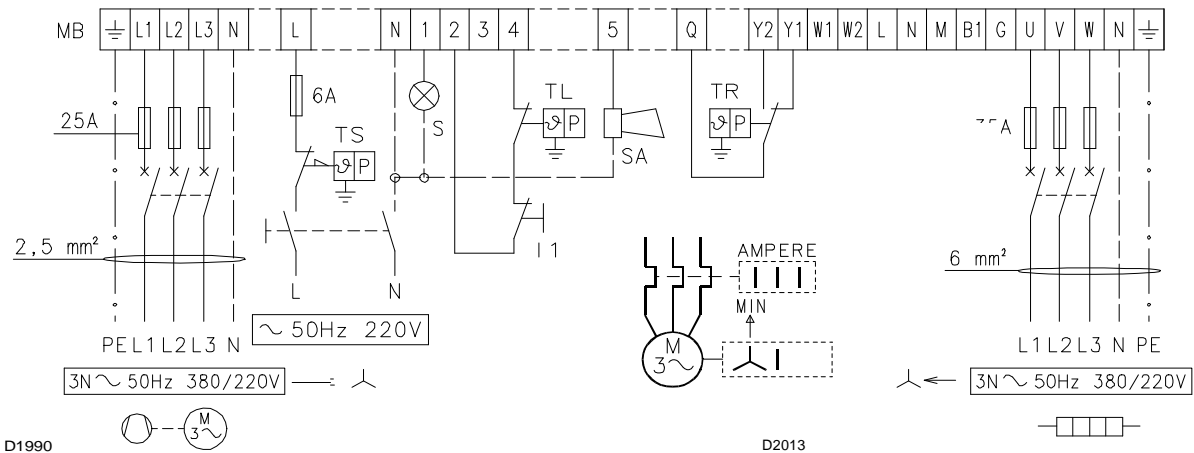 MB ⏚ L1 L2 L3 N L N 1 2 3 4 5 Q Y2 Y1 W1 W2 L N M B1 G U V W N ⏚
6A
TL
TR
25A
TS
S
SA
A
ϑ P
ϑ P
ϑ P
2,5 mm²
I1
AMPERE
6 mm²
L N
MIN
~ 50Hz 220V
PE L1 L2 L3 N
M
3~
L1 L2 L3 N PE
3N ~ 50Hz 380/220V
3N ~ 50Hz 380/220V
M
3~
D1990
D2013